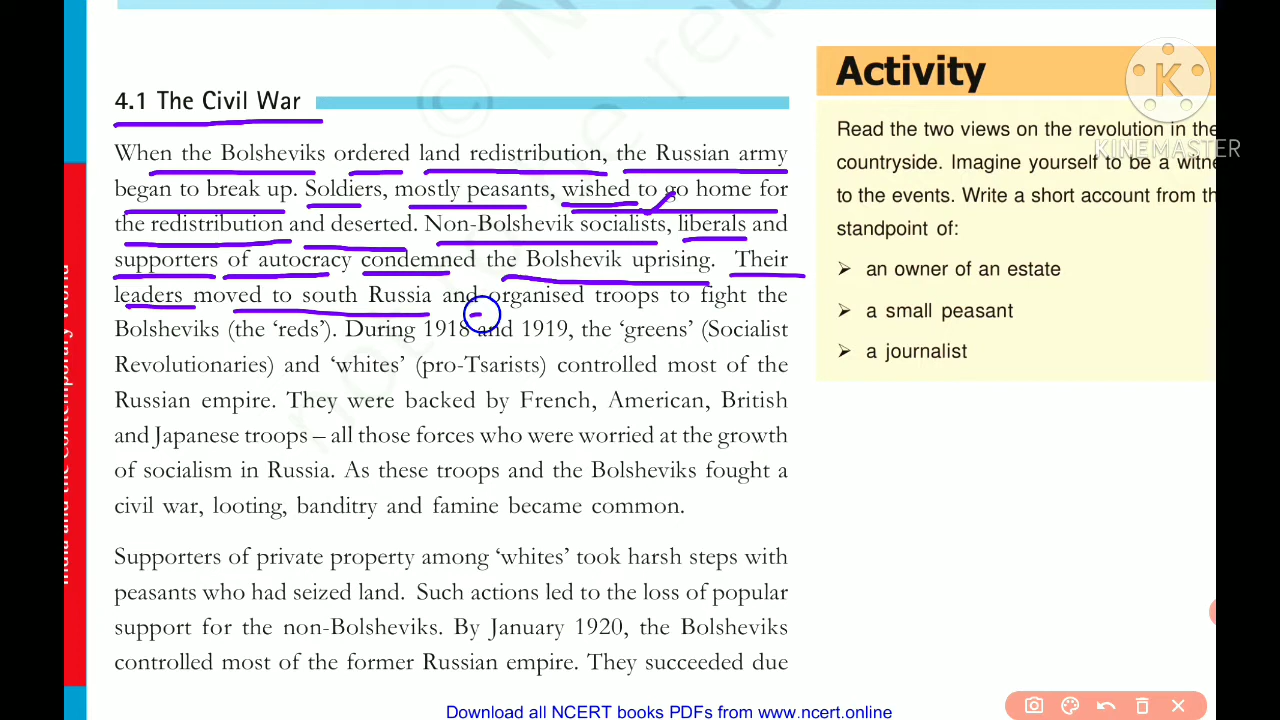 4.1 The Civil War
When the Bolsheviks ordered land redistribution, the Russian army
began to break up. Soldiers, mostly peasants, wished to go home for
the redistribution and deserted. Non-Bolshevik socialists, liberals and
supporters of autocracy condemned the Bolshevik uprising. Their
leaders moved to south Russia and organised troops to fight the
Bolsheviks (the ‘reds’). During 1918 and 1919, the ‘greens’ (Socialist
Revolutionaries) and ‘whites’ (pro-Tsarists) controlled most of the
Russian empire. They were backed by French, American, British
and Japanese troops – all those forces who were worried at the growth
of socialism in Russia. As these troops and the Bolsheviks fought a
civil war, looting, banditry and famine became common.
Supporters of private property among ‘whites’ took harsh steps with
peasants who had seized land. Such actions led to the loss of popular
support for the non-Bolsheviks. By January 1920, the Bolsheviks
controlled most of the former Russian empire. They succeeded due
Activity
Read the two views on the revolution in the
countryside. Imagine yourself to be a witne
to the events. Write a short account from th
standpoint of:
➢ an owner of an estate
➢ a small peasant
➢ a journalist
K
KINEMASTER
India and the Contemporary World
Download all NCERT books PDFs from www.ncert.online